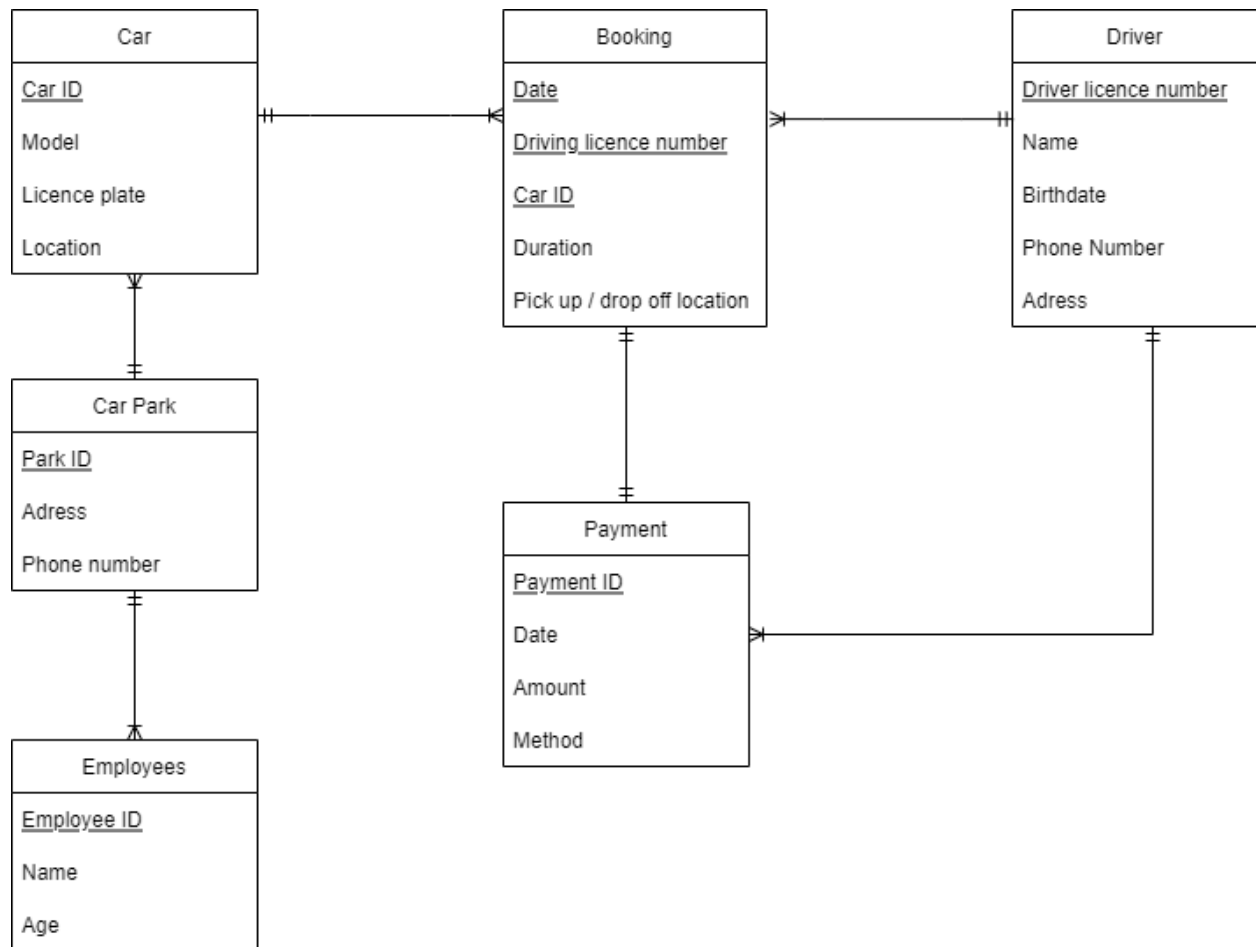 Car
Car ID
Model
Licence plate
Location
Booking
Date
Driving licence number
Car ID
Duration
Pick up / drop off location
Driver
Driver licence number
Name
Birthdate
Phone Number
Adress
Car Park
Park ID
Adress
Phone number
Payment
Payment ID
Date
Amount
Method
Employees
Employee ID
Name
Age